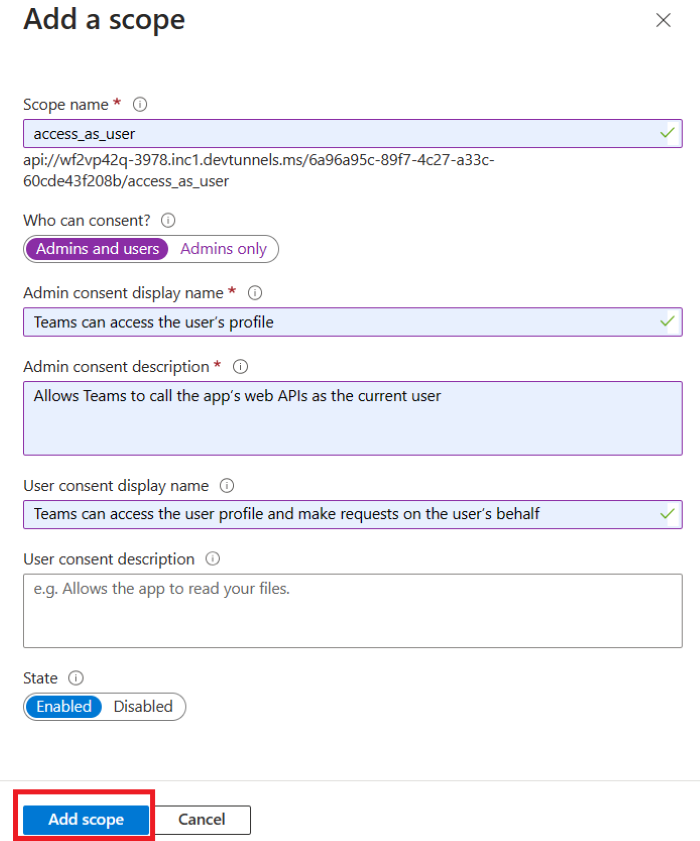 Add a scope
Scope name *
access_as_user
api://wf2vp42q-3978.inc1.devtunnels.ms/6a96a95c-89f7-4c27-a33c-
60cde43f208b/access_as_user
Who can consent?
Admins and users Admins only
Admin consent display name *
Teams can access the user's profile
Admin consent description *
Allows Teams to call the app's web APIs as the current user
User consent display name
Teams can access the user profile and make requests on the user's behalf
User consent description
e.g. Allows the app to read your files.
State
Enabled Disabled
Add scope Cancel